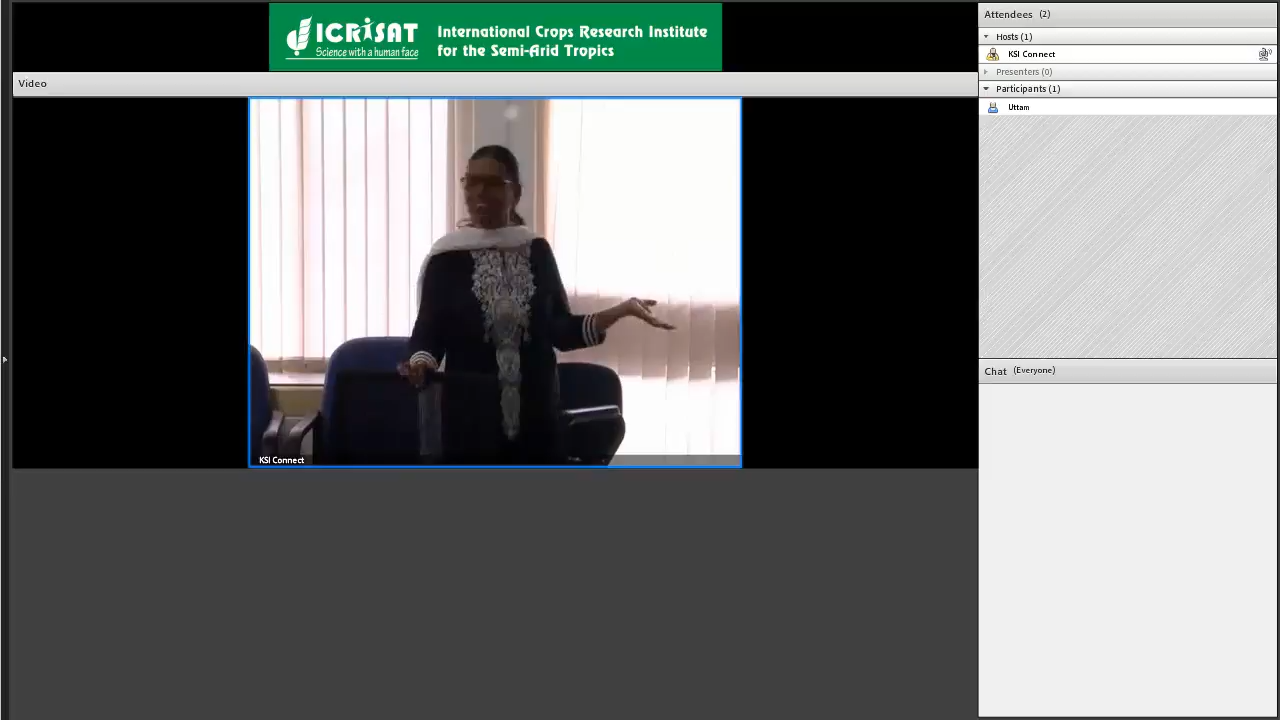 ICRISAT
Science with a human face
International Crops Research Institute
for the Semi-Arid Tropics
Video
KSI Connect
Attendees (2)
Hosts (1)
KSI Connect
Presenters (0)
Participants (1)
Uttam
Chat (Everyone)